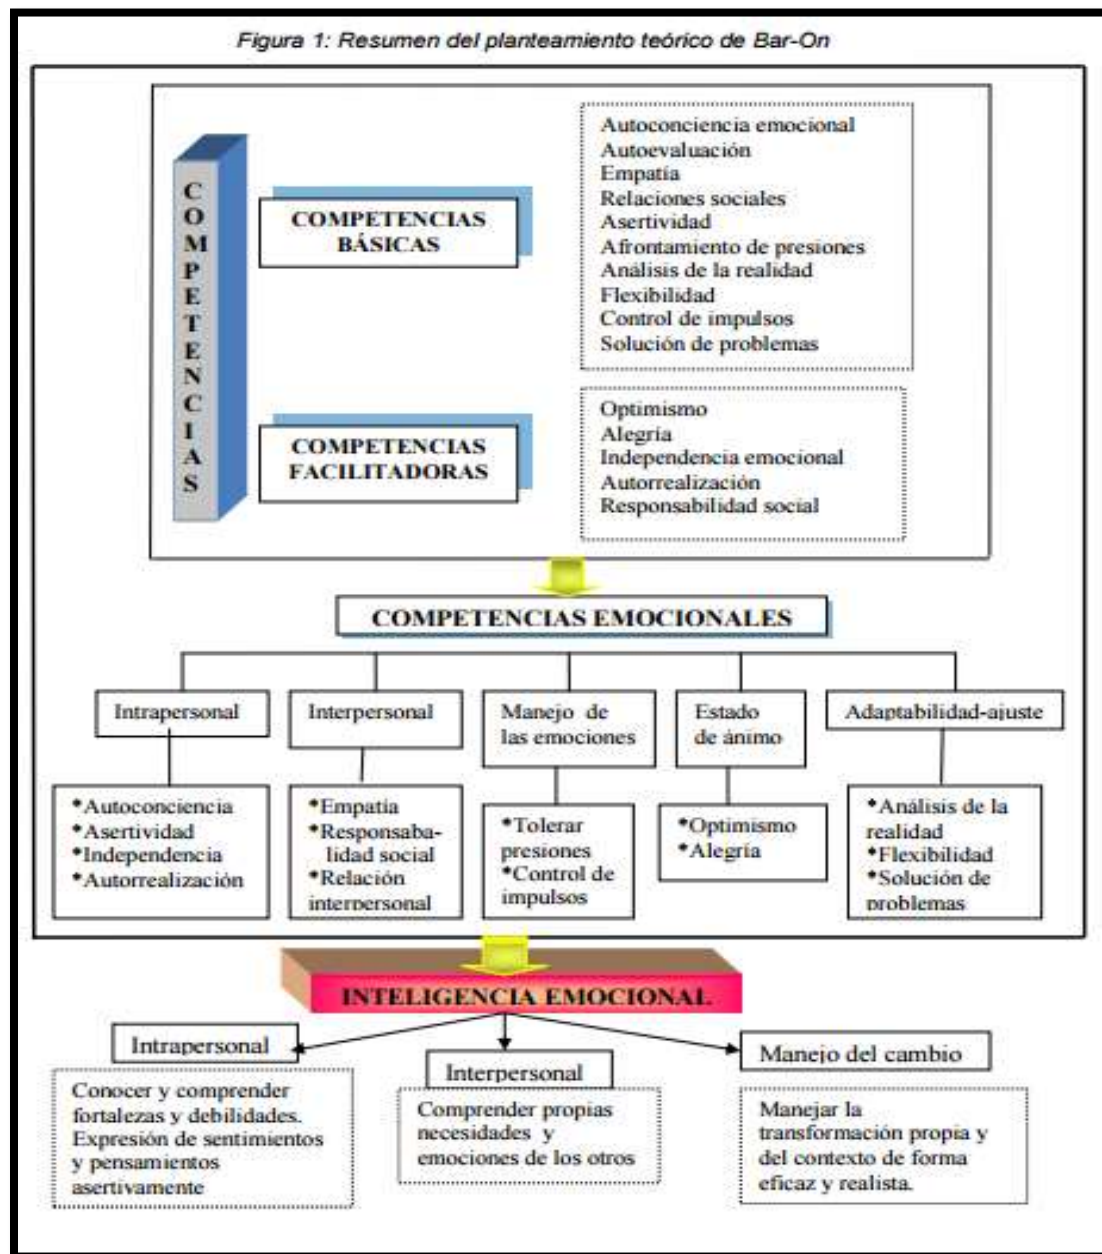 Figura 1: Resumen del planteamiento teórico de Bar-On
COMPETENCIAS
COMPETENCIAS
BÁSICAS
Autoconciencia emocional
Autoevaluación
Empatía
Relaciones sociales
Asertividad
Afrontamiento de presiones
Análisis de la realidad
Flexibilidad
Control de impulsos
Solución de problemas
COMPETENCIAS
FACILITADORAS
Optimismo
Alegría
Independencia emocional
Autorrealización
Responsabilidad social
COMPETENCIAS EMOCIONALES
Intrapersonal
*Autoconciencia
*Asertividad
*Independencia
*Autorrealización
Interpersonal
*Empatía
*Responsaba-
lidad social
*Relación
interpersonal
Manejo de
las emociones
*Tolerar
presiones
*Control de
impulsos
Estado
de ánimo
*Optimismo
*Alegría
Adaptabilidad-ajuste
*Análisis de la
realidad
*Flexibilidad
*Solución de
problemas
INTELIGENCIA EMOCIONAL
Intrapersonal
Conocer y comprender
fortalezas y debilidades.
Expresión de sentimientos
y pensamientos
asertivamente
Interpersonal
Comprender propias
necesidades y
emociones de los otros
Manejo del cambio
Manejar la
transformación propia y
del contexto de forma
eficaz y realista.